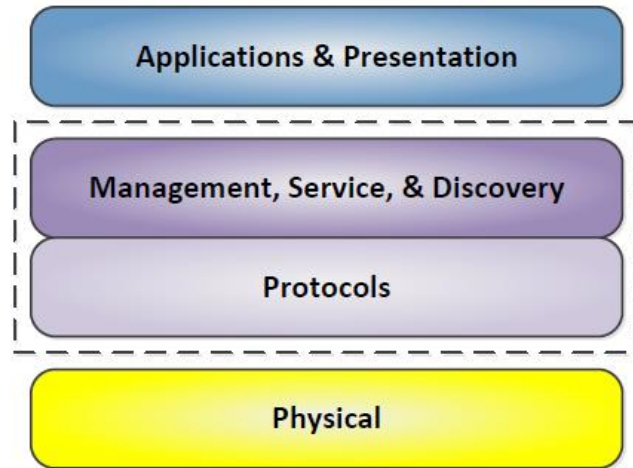 Applications & Presentation
Management, Service, & Discovery
Protocols
Physical